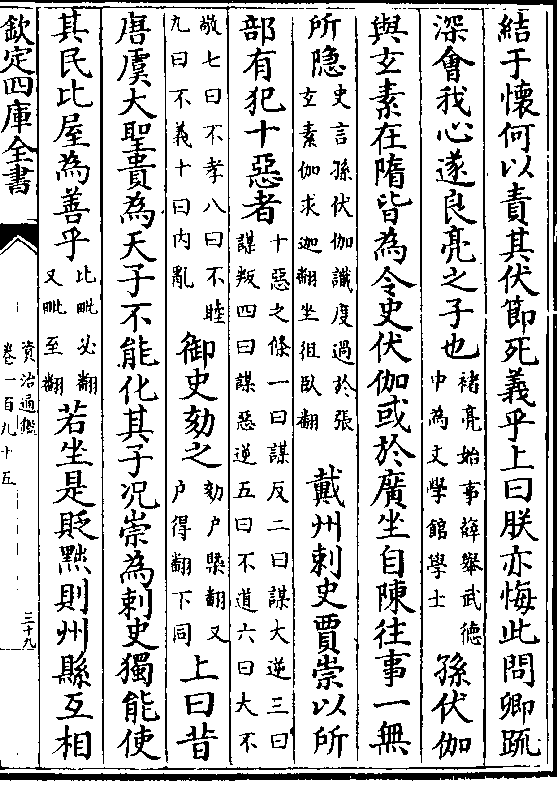 結于懷何以責其伏節死義乎上曰朕亦悔此問卿䟽
深會我心遂良亮之子也
褚亮始事薛舉武德
中為文學館學士
孫伏伽
與玄素在隋皆為令史伏伽或於廣坐自陳往事一無
所隐
史言孫伏伽識度過於張
玄素伽求迦翻坐徂臥翻
戴州刺史賈崇以所
部有犯十惡者
十惡之條一曰謀反二曰謀大逆三曰
謀叛四曰謀惡逆五曰不道六曰大不
敬七曰不孝八曰不睦
九曰不義十曰内亂
御史劾之
劾户槩翻又
户得翻下同
上曰昔
唐虞大聖貴為天子不能化其子况崇為刺史獨能使
其民比屋為善乎
比毗必翻
又毗至翻
若坐是貶黜則州縣互相
欽定四庫全書
資治通鑑
卷一百九十五
三十九